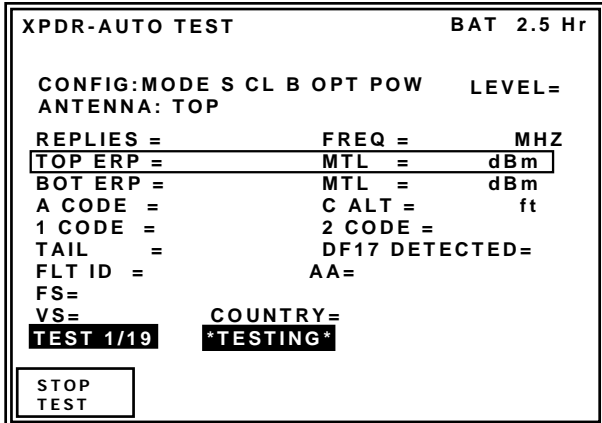 XPDR-AUTO TEST BAT 2.5 Hr
CONFIG:MODE S CL B OPT POW LEVEL=
ANTENNA: TOP
REPLIES = FREQ = MHZ
TOP ERP = MTL = dBm
BOT ERP = MTL = dBm
A CODE = C ALT = ft
1 CODE = 2 CODE =
TAIL = DF17 DETECTED=
FLT ID = AA=
FS=
VS= COUNTRY=
TEST 1/19 *TESTING*
STOP
TEST